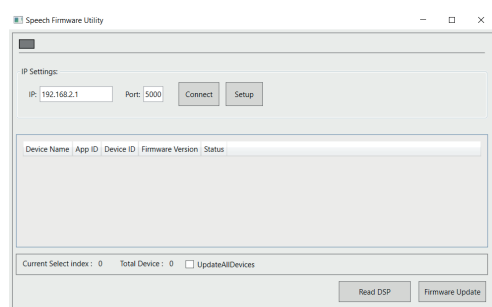 Speech Firmware Utility
IP Settings:
IP: 192.168.2.1 Port: 5000 Connect Setup
Device Name App ID Device ID Firmware Version Status
Current Select index : 0 Total Device : 0 UpdateAllDevices
Read DSP Firmware Update